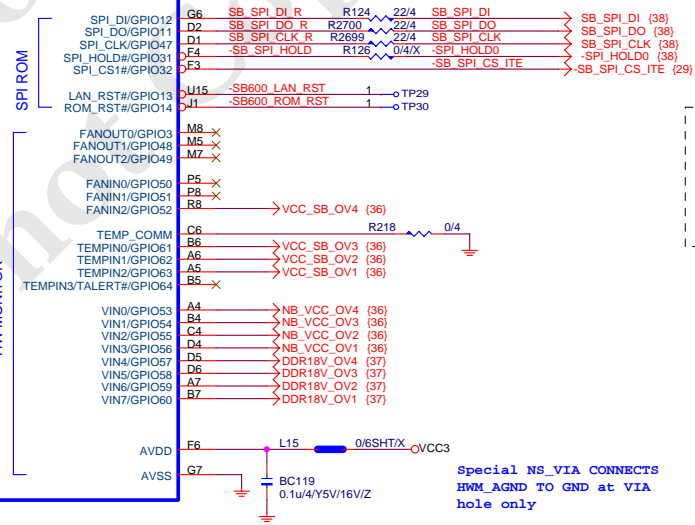 SPI ROM
SPI_DI/GPIO12 G6 SB_SPI_DI_R R124 22/4 SB_SPI_DI SB_SPI_DI {38}
SPI_DO/GPIO11 D2 SB_SPI_DO_R R2700 22/4 SB_SPI_DO SB_SPI_DO {38}
SPI_CLK/GPIO47 D1 SB_SPI_CLK_R R2699 22/4 SB_SPI_CLK SB_SPI_CLK {38}
SPI_HOLD#/GPIO31 F4 -SB_SPI_HOLD R126 0/4/X -SPI_HOLD0 -SPI_HOLD0 {38}
SPI_CS1#/GPIO32 F3 -SB_SPI_CS_ITE -SB_SPI_CS_ITE {29}
LAN_RST#/GPIO13 U15 -SB600_LAN_RST 1 TP29
ROM_RST#/GPIO14 J1 -SB600_ROM_RST 1 TP30
FANOUT0/GPIO3 M8
FANOUT1/GPIO48 M5
FANOUT2/GPIO49 M7
FANIN0/GPIO50 P5
FANIN1/GPIO51 P8
FANIN2/GPIO52 R8 VCC_SB_OV4 {36}
TEMP_COMM C6 R218 0/4
TEMPIN0/GPIO61 B6 VCC_SB_OV3 {36}
TEMPIN1/GPIO62 A6 VCC_SB_OV2 {36}
TEMPIN2/GPIO63 A5 VCC_SB_OV1 {36}
TEMPIN3/TALERT#/GPIO64 B5
VIN0/GPIO53 A4 NB_VCC_OV4 {36}
VIN1/GPIO54 B4 NB_VCC_OV3 {36}
VIN2/GPIO55 C4 NB_VCC_OV2 {36}
VIN3/GPIO56 D4 NB_VCC_OV1 {36}
VIN4/GPIO57 D5 DDR18V_OV4 {37}
VIN5/GPIO58 D6 DDR18V_OV3 {37}
VIN6/GPIO59 A7 DDR18V_OV2 {37}
VIN7/GPIO60 B7 DDR18V_OV1 {37}
AVDD F6 L15 0/6SHT/X VCC3
AVSS G7
BC119
0.1u/4/Y5V/16V/Z
Special NS_VIA CONNECTS
HWM_AGND TO GND at VIA
hole only
not